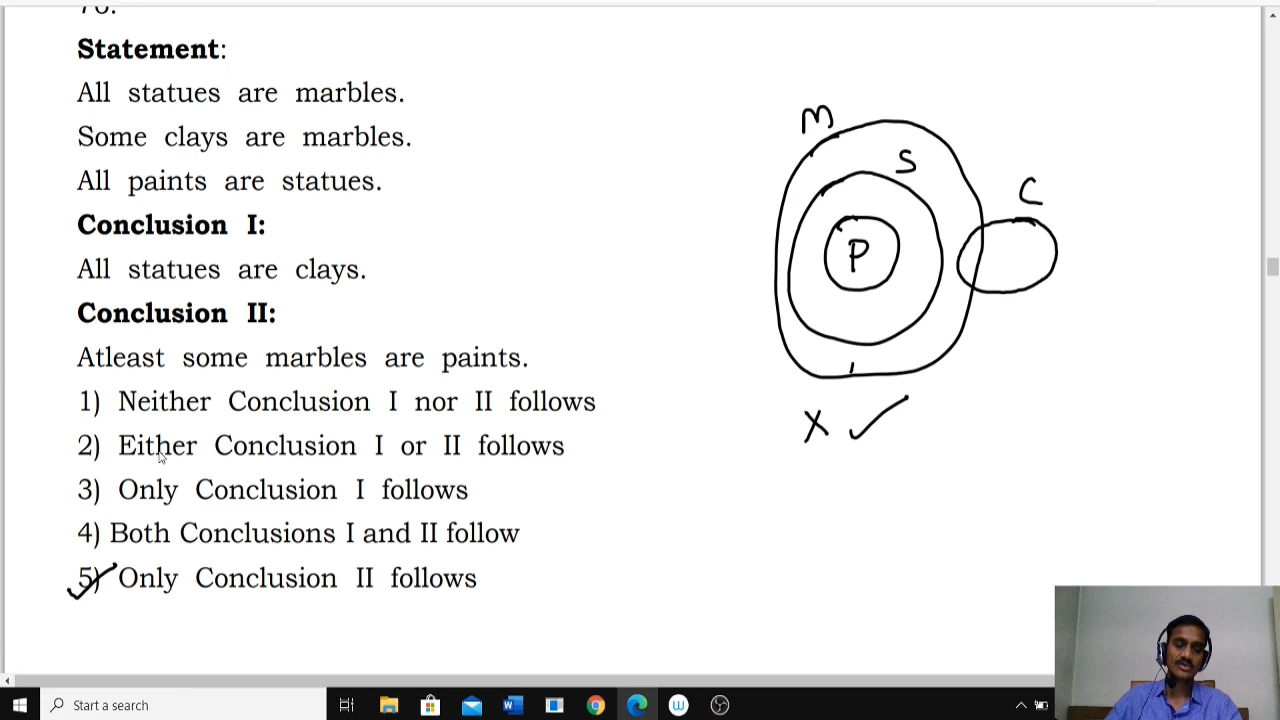 Statement:
All statues are marbles.
Some clays are marbles.
All paints are statues.
Conclusion I:
All statues are clays.
Conclusion II:
Atleast some marbles are paints.
1) Neither Conclusion I nor II follows
2) Either Conclusion I or II follows
3) Only Conclusion I follows
4) Both Conclusions I and II follow
5) Only Conclusion II follows
M
S
C
P
X ✓
Start a search